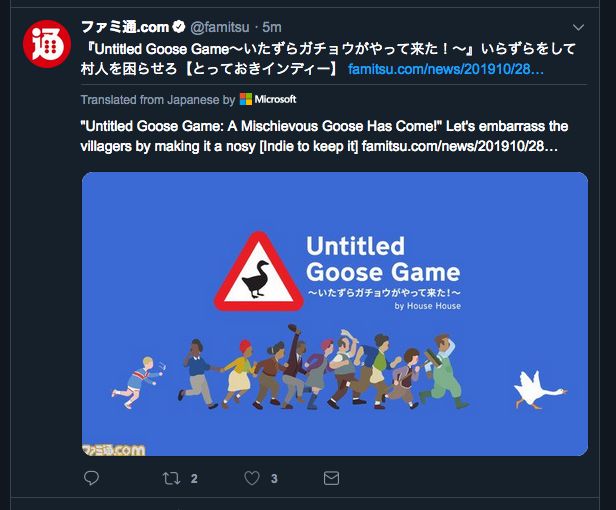 通
ファミ通.com @famitsu · 5m
『Untitled Goose Game～いたずらガチョウがやって来た！～』いらずらをして
村人を困らせろ【とっておきインディー】 famitsu.com/news/201910/28…
Translated from Japanese by Microsoft
"Untitled Goose Game: A Mischievous Goose Has Come!" Let's embarrass the
villagers by making it a nosy [Indie to keep it] famitsu.com/news/201910/28…
Untitled
Goose Game
～いたずらガチョウがやって来た！～
by House House
ファミ通.com
2
3